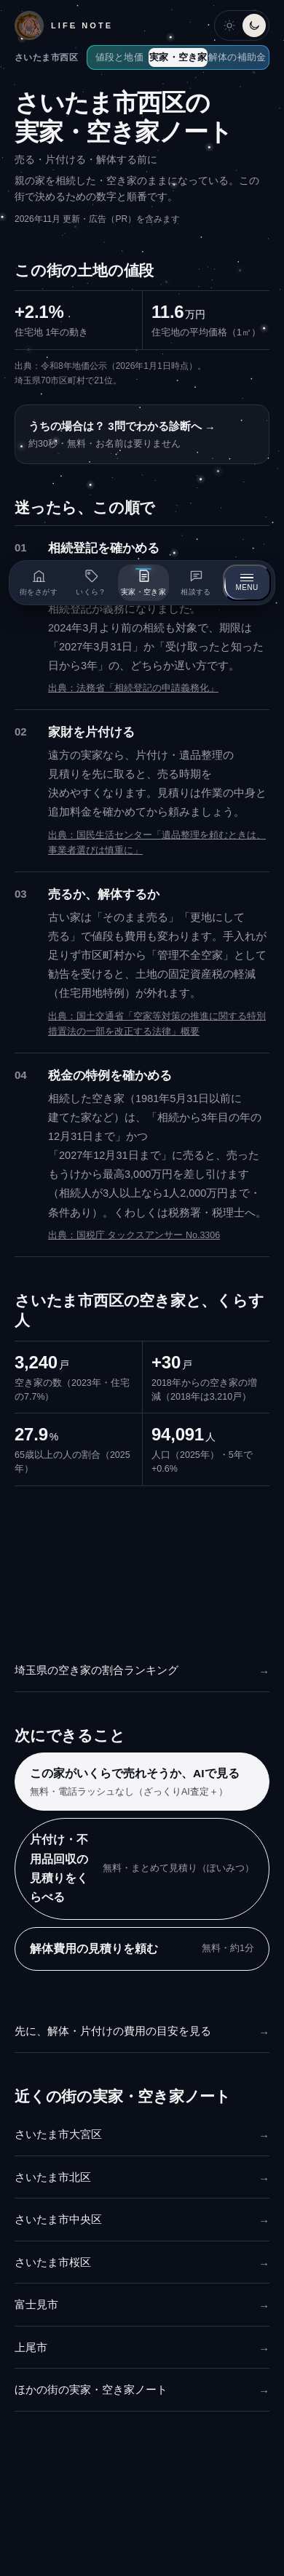 LIFE NOTE
さいたま市西区
値段と地価
実家・空き家
解体の補助金
さいたま市西区の
実家・空き家ノート
売る・片付ける・解体する前に
親の家を相続した・空き家のままになっている。この
街で決めるための数字と順番です。
2026年11月 更新・広告（PR）を含みます
この街の土地の値段
+2.1%
11.6万円
住宅地 1年の動き
住宅地の平均価格（1㎡）
出典：令和8年地価公示（2026年1月1日時点）。
埼玉県70市区町村で21位。
うちの場合は？ 3問でわかる診断へ →
約30秒・無料・お名前は要りません
迷ったら、この順で
01
相続登記を確かめる
街をさがす
いくら？
実家・空き家
相談する
MENU
相続登記が義務になりました。
2024年3月より前の相続も対象で、期限は
「2027年3月31日」か「受け取ったと知った
日から3年」の、どちらか遅い方です。
出典：法務省「相続登記の申請義務化」
02
家財を片付ける
遠方の実家なら、片付け・遺品整理の
見積りを先に取ると、売る時期を
決めやすくなります。見積りは作業の中身と
追加料金を確かめてから頼みましょう。
出典：国民生活センター「遺品整理を頼むときは、
事業者選びは慎重に」
03
売るか、解体するか
古い家は「そのまま売る」「更地にして
売る」で値段も費用も変わります。手入れが
足りず市区町村から「管理不全空家」として
勧告を受けると、土地の固定資産税の軽減
（住宅用地特例）が外れます。
出典：国土交通省「空家等対策の推進に関する特別
措置法の一部を改正する法律」概要
04
税金の特例を確かめる
相続した空き家（1981年5月31日以前に
建てた家など）は、「相続から3年目の年の
12月31日まで」かつ
「2027年12月31日まで」に売ると、売った
もうけから最高3,000万円を差し引けます
（相続人が3人以上なら1人2,000万円まで・
条件あり）。くわしくは税務署・税理士へ。
出典：国税庁 タックスアンサー No.3306
さいたま市西区の空き家と、くらす
人
3,240戸
+30戸
空き家の数（2023年・住宅
の7.7%）
2018年からの空き家の増
減（2018年は3,210戸）
27.9%
94,091人
65歳以上の人の割合（2025
年）
人口（2025年）・5年で
+0.6%
埼玉県の空き家の割合ランキング →
次にできること
この家がいくらで売れそうか、AIで見る
無料・電話ラッシュなし（ざっくりAI査定＋）
片付け・不
用品回収の
見積りをく
らべる
無料・まとめて見積り（ぽいみつ）
解体費用の見積りを頼む
無料・約1分
先に、解体・片付けの費用の目安を見る →
近くの街の実家・空き家ノート
さいたま市大宮区 →
さいたま市北区 →
さいたま市中央区 →
さいたま市桜区 →
富士見市 →
上尾市 →
ほかの街の実家・空き家ノート →